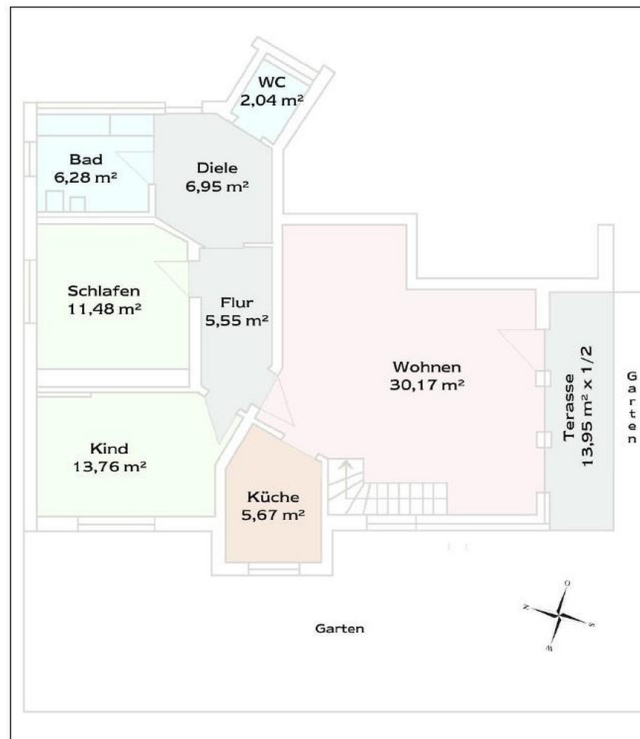 WC
2,04 m²
Bad
6,28 m²
Diele
6,95 m²
Schlafen
11,48 m²
Flur
5,55 m²
Wohnen
30,17 m²
Terasse
13,95 m² x 1/2
Garten
Kind
13,76 m²
Küche
5,67 m²
Garten
O
N
S
W